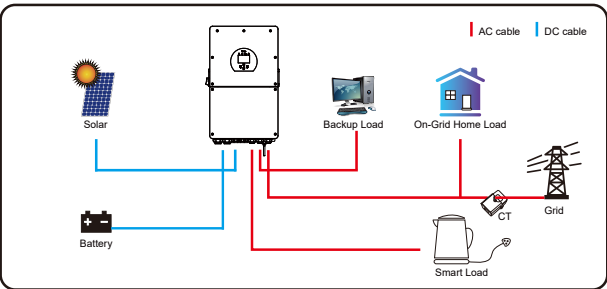 AC cable
DC cable
Solar
Backup Load
On-Grid Home Load
CT
Grid
Battery
Smart Load